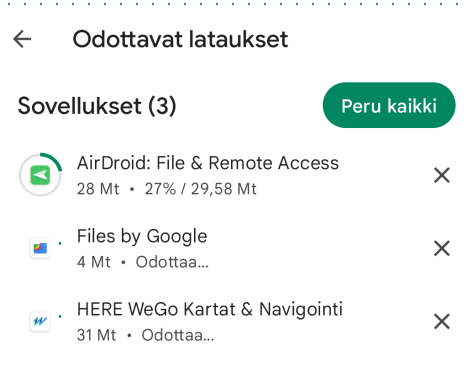 Odottavat lataukset
Sovellukset (3)
Peru kaikki
AirDroid: File & Remote Access
28 Mt • 27% / 29,58 Mt
Files by Google
4 Mt • Odottaa...
HERE WeGo Kartat & Navigointi
31 Mt • Odottaa...